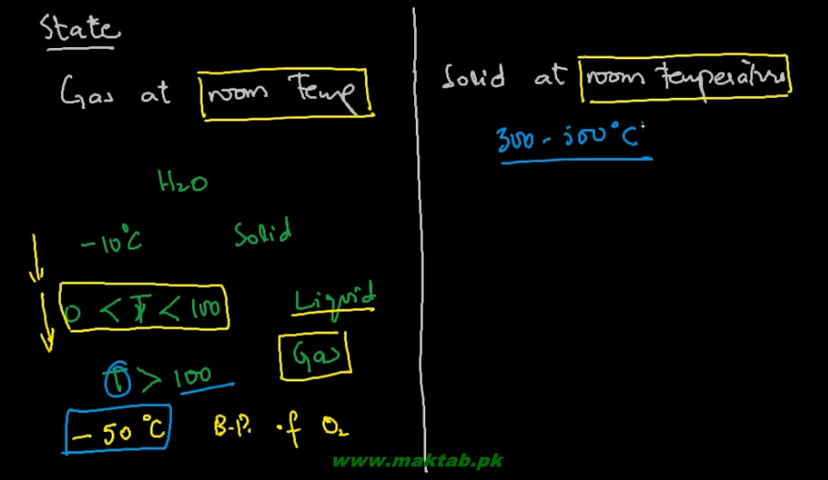 State
Gas at room Temp
H₂O
-10°C Solid
0 < T < 100 Liquid
Gas
T > 100
-50°C B.P. of O₂
Solid at room temperature
300 - 500°C
www.maktab.pk